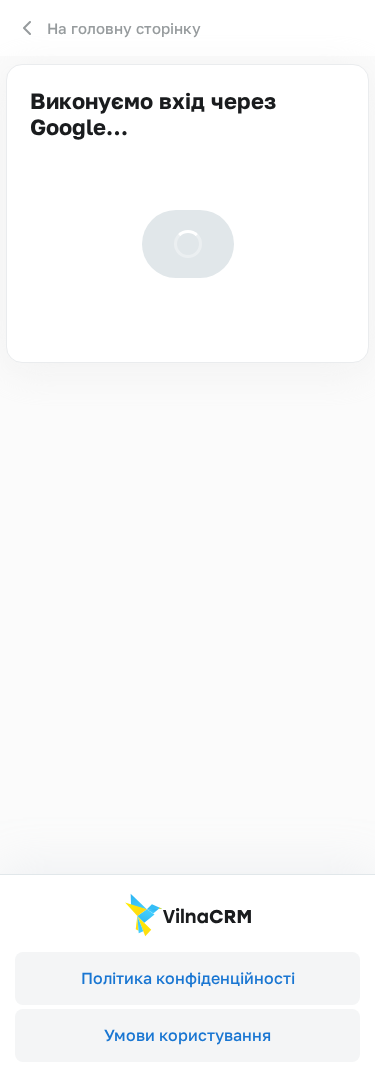 На головну сторінку
Виконуємо вхід через
Google...
VilnaCRM
Політика конфіденційності
Умови користування